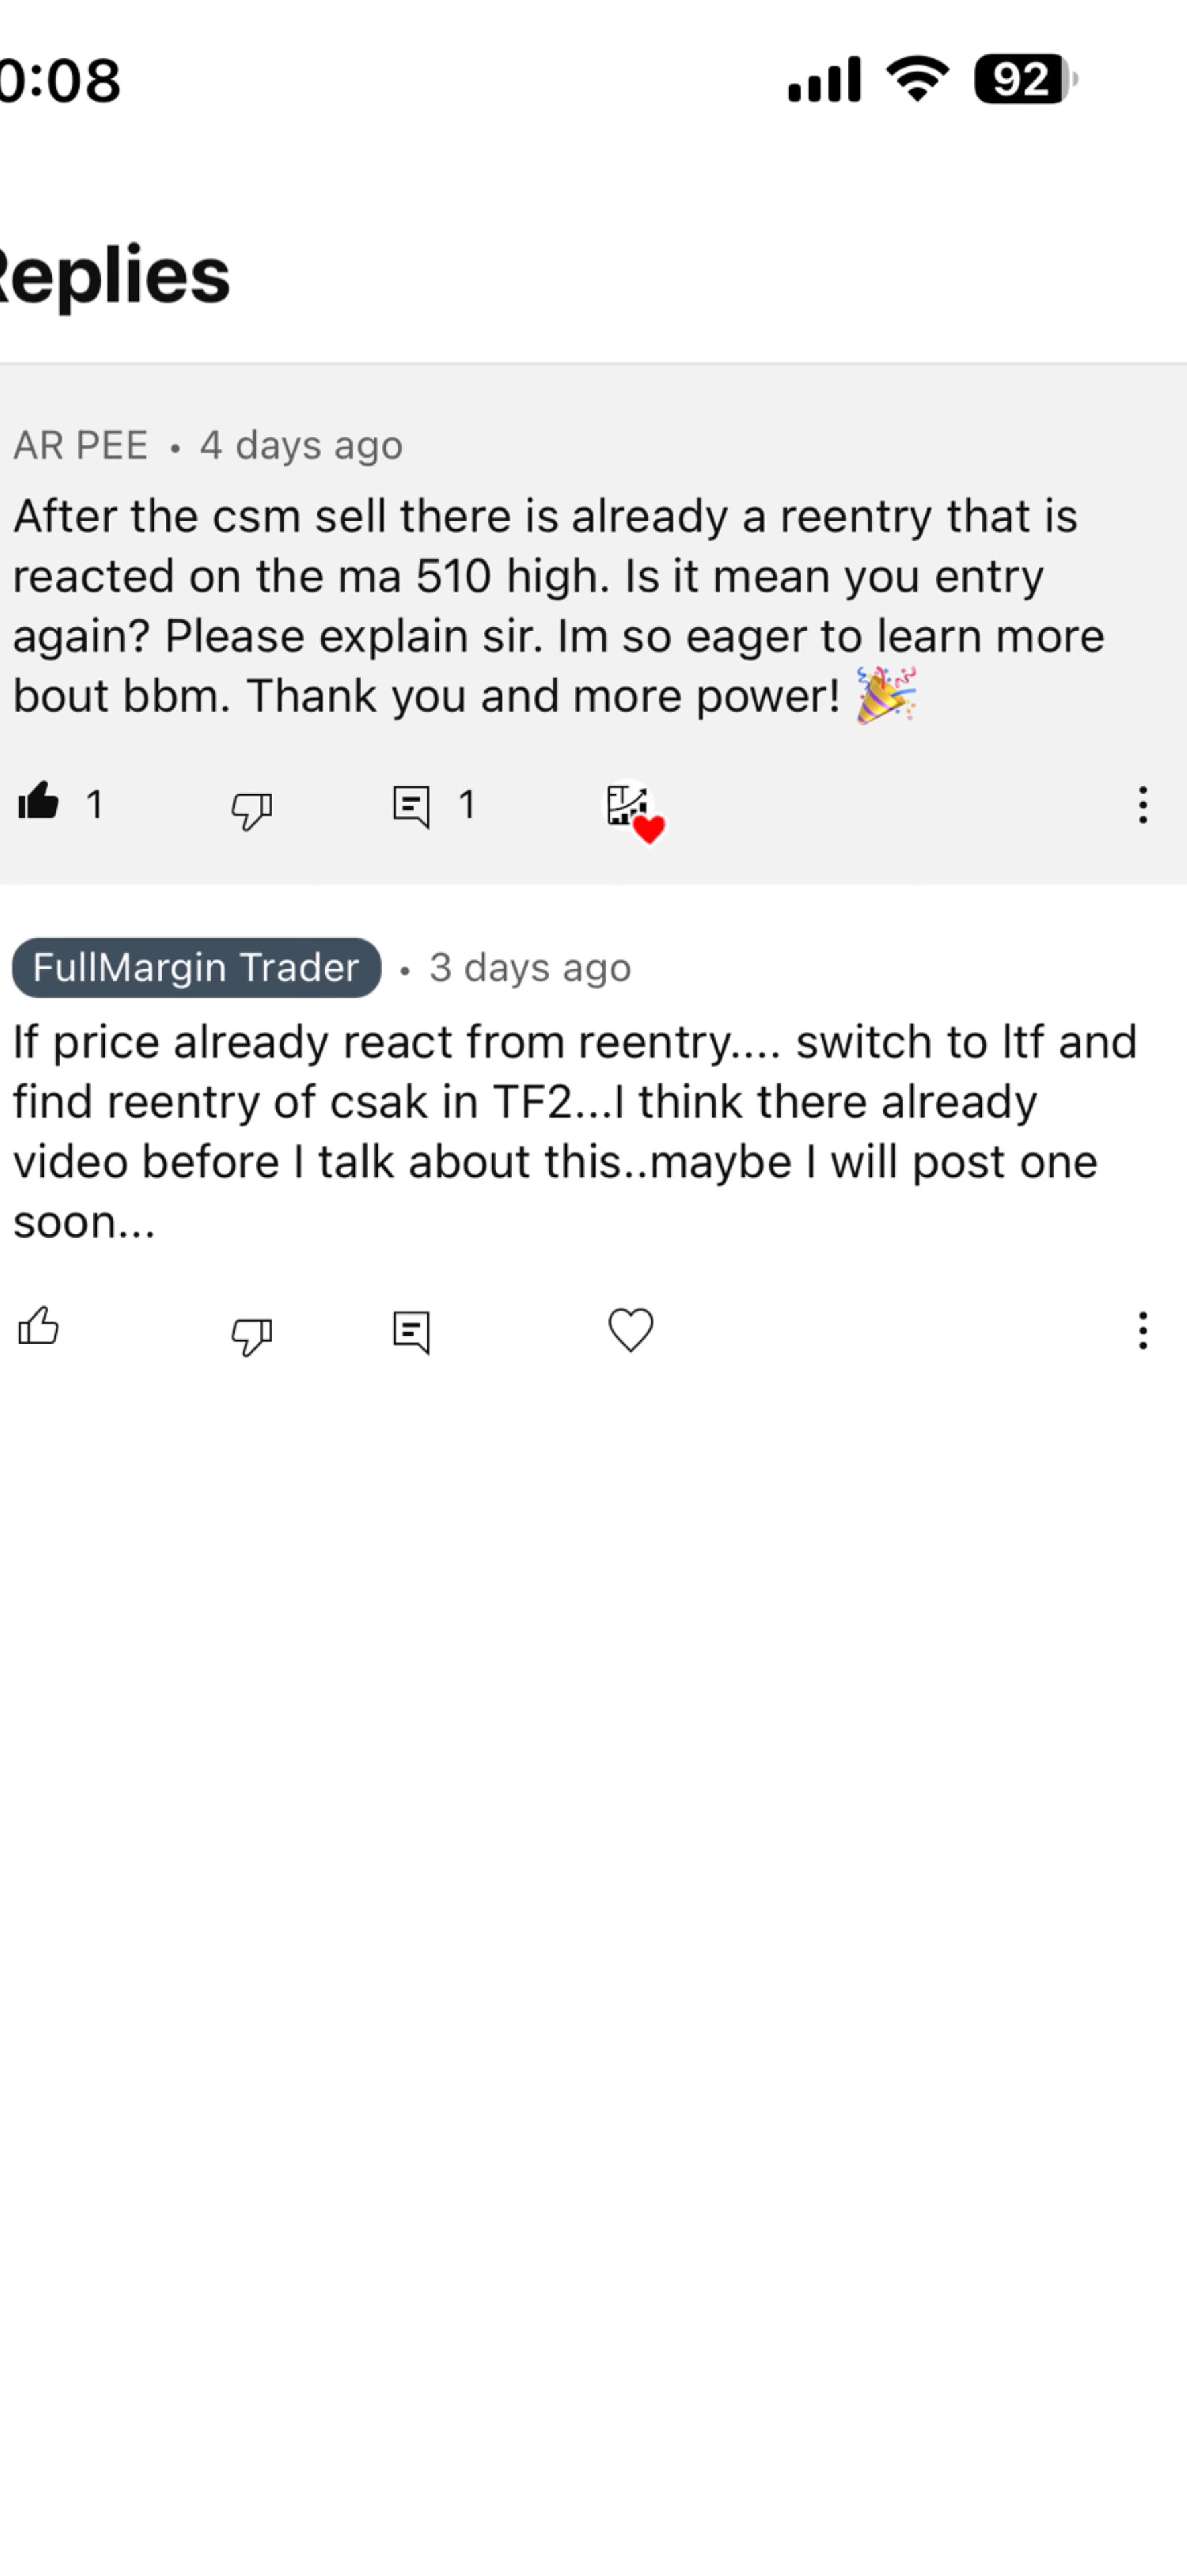 0:08
92
Replies
AR PEE • 4 days ago
After the csm sell there is already a reentry that is
reacted on the ma 510 high. Is it mean you entry
again? Please explain sir. Im so eager to learn more
bout bbm. Thank you and more power! 🎉
1
1
FT
FullMargin Trader • 3 days ago
If price already react from reentry.... switch to ltf and
find reentry of csak in TF2...I think there already
video before I talk about this..maybe I will post one
soon...